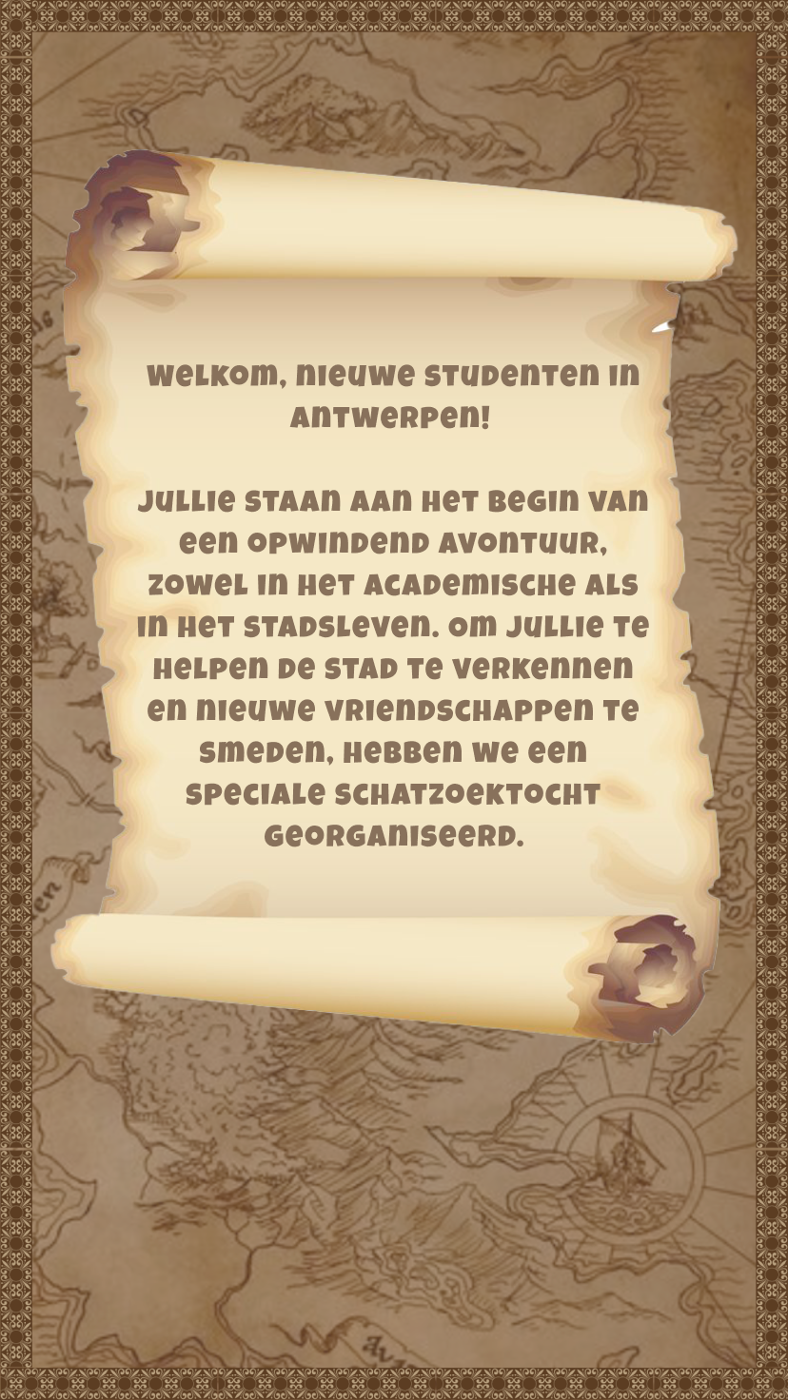 Welkom, nieuwe studenten in
Antwerpen!
Jullie staan aan het begin van
een opwindend avontuur,
zowel in het academische als
in het stadsleven. Om jullie te
helpen de stad te verkennen
en nieuwe vriendschappen te
smeden, hebben we een
speciale schatzoektocht
georganiseerd.